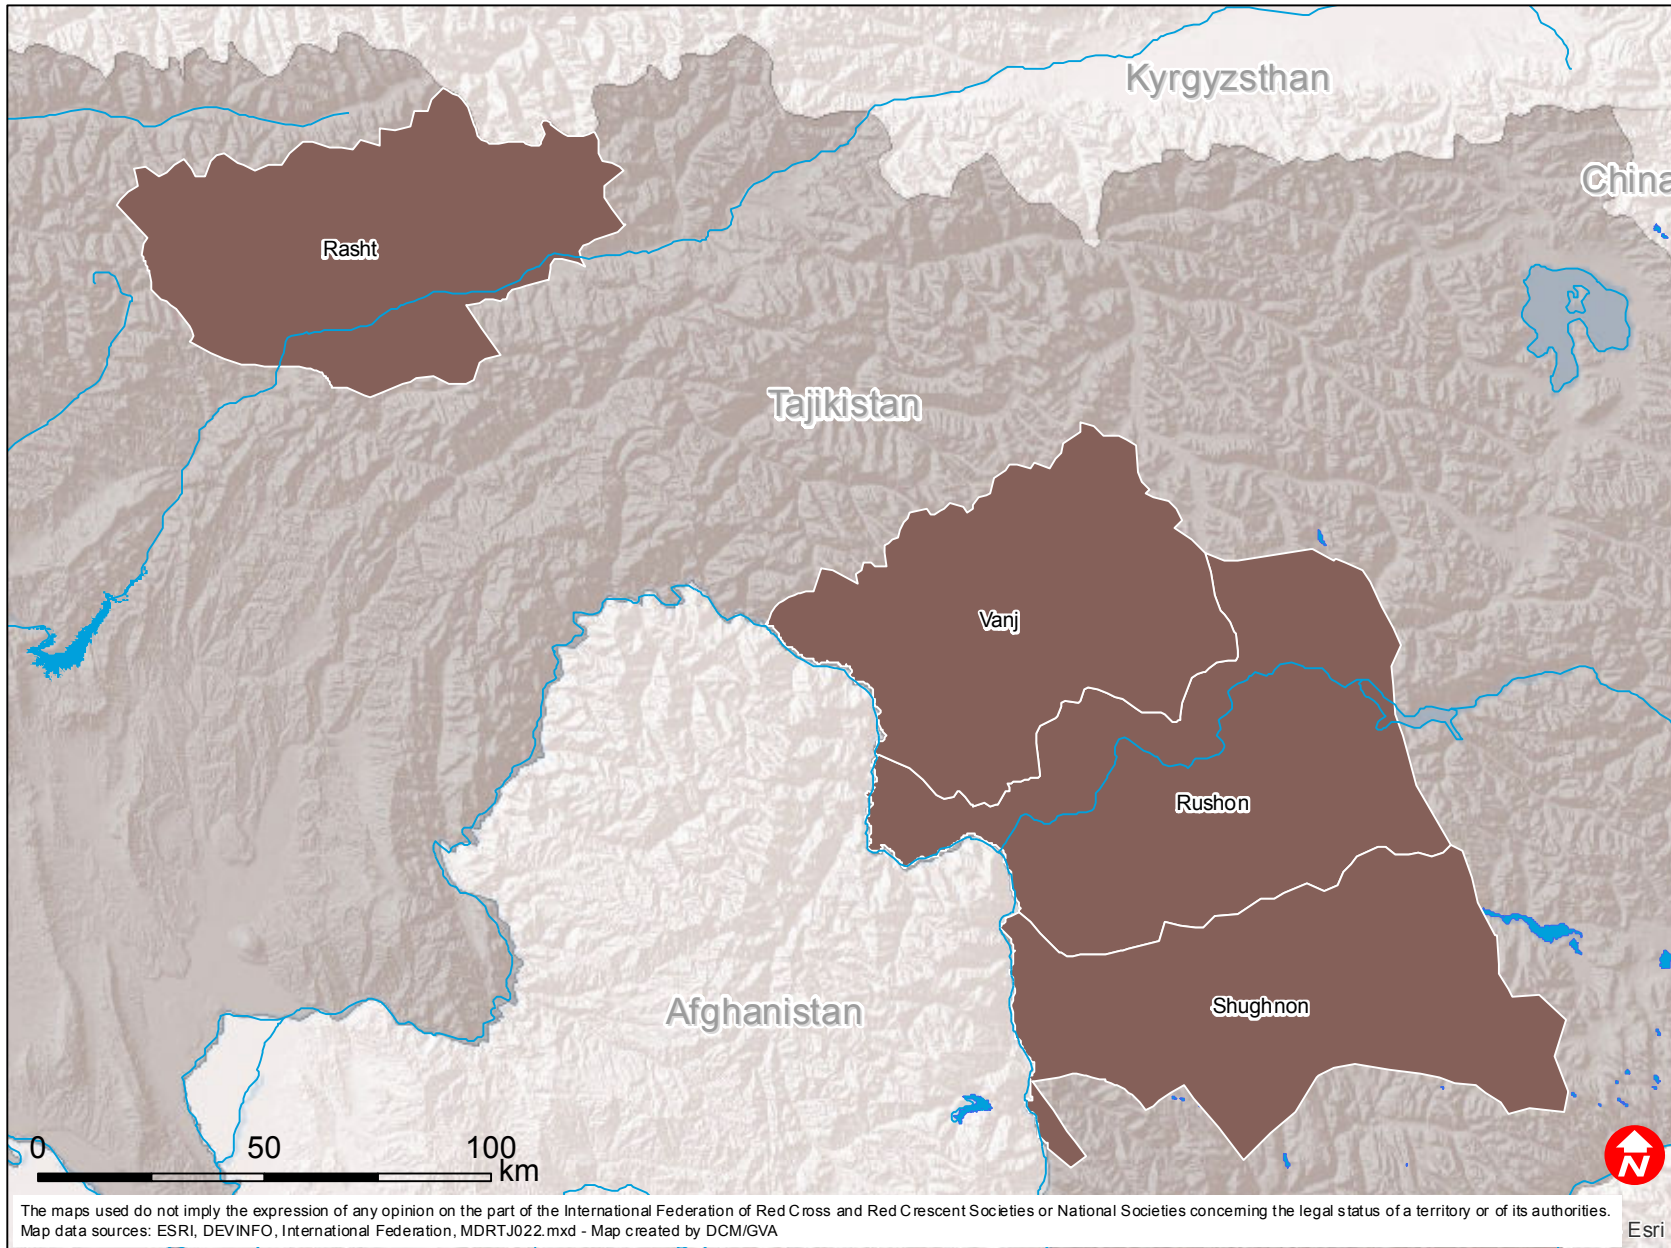 Kyrgyzsthan
China
Rasht
Tajikistan
Vanj
Rushon
Afghanistan
Shughnon
0 50 100
km
N
The maps used do not imply the expression of any opinion on the part of the International Federation of Red Cross and Red Crescent Societies or National Societies concerning the legal status of a territory or of its authorities.
Map data sources: ESRI, DEVINFO, International Federation, MDRTJ022.mxd - Map created by DCM/GVA
Esri